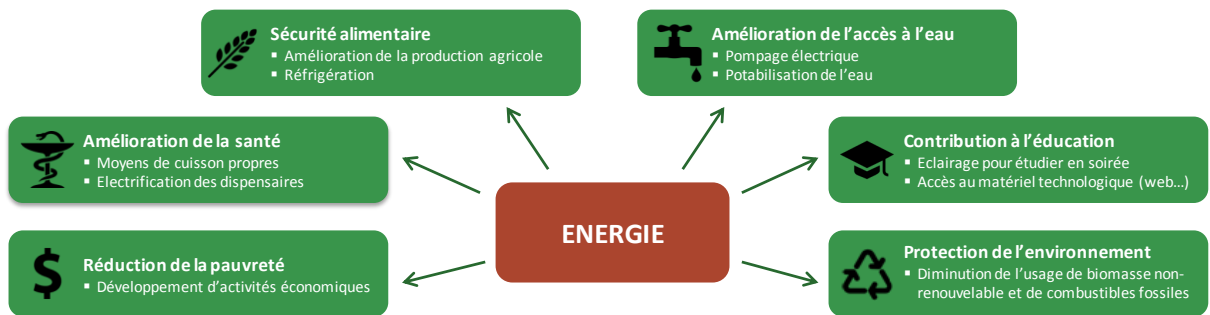 Sécurité alimentaire
▪ Amélioration de la production agricole
▪ Réfrigération
Amélioration de l'accès à l'eau
▪ Pompage électrique
▪ Potabilisation de l'eau
Amélioration de la santé
▪ Moyens de cuisson propres
▪ Electrification des dispensaires
Contribution à l'éducation
▪ Eclairage pour étudier en soirée
▪ Accès au matériel technologique (web…)
ENERGIE
Réduction de la pauvreté
▪ Développement d'activités économiques
Protection de l'environnement
▪ Diminution de l'usage de biomasse non-
renouvelable et de combustibles fossiles